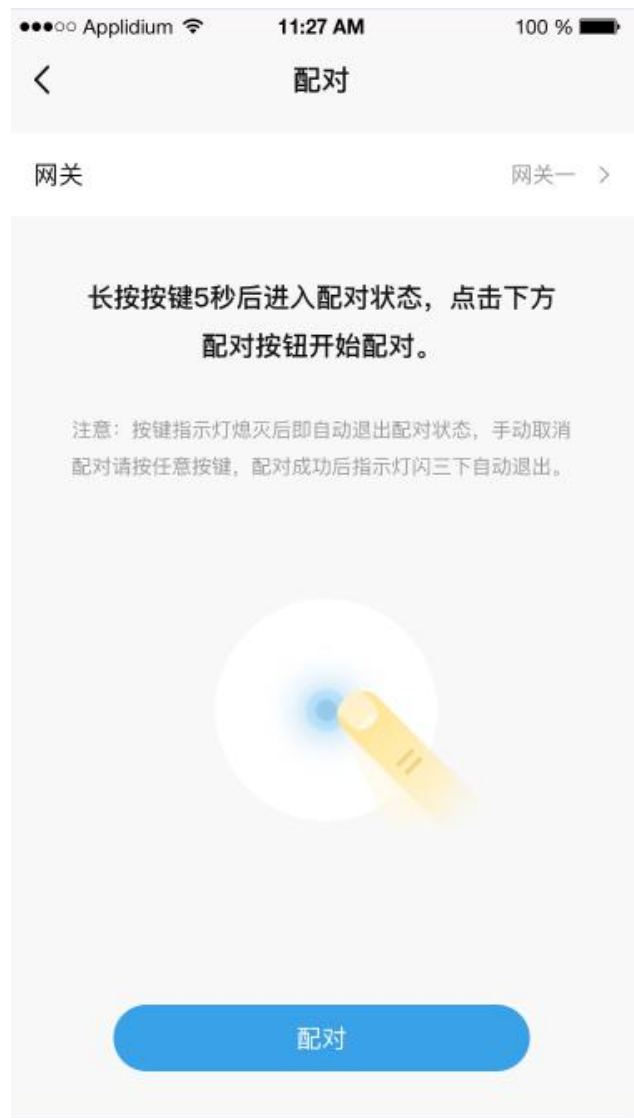 Applidium 11:27 AM 100 %
配对
网关 网关一
长按按键5秒后进入配对状态，点击下方
配对按钮开始配对。
注意：按键指示灯熄灭后即自动退出配对状态，手动取消
配对请按任意按键，配对成功后指示灯闪三下自动退出。
配对